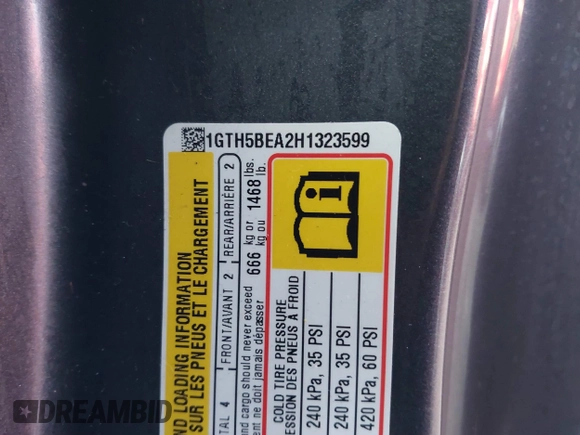 1GTH5BEA2H1323599
ND LOADING INFORMATION
SUR LES PNEUS ET LE CHARGEMENT
TAL 4 FRONT/AVANT 2 REAR/ARRIÈRE 2
nd cargo should never exceed 666 kg or 1468 lbs.
ent ne doit jamais dépasser kg ou lb.
COLD TIRE PRESSURE
ESSION DES PNEUS À FROID
240 kPa, 35 PSI
240 kPa, 35 PSI
420 kPa, 60 PSI
i
DREAMBID